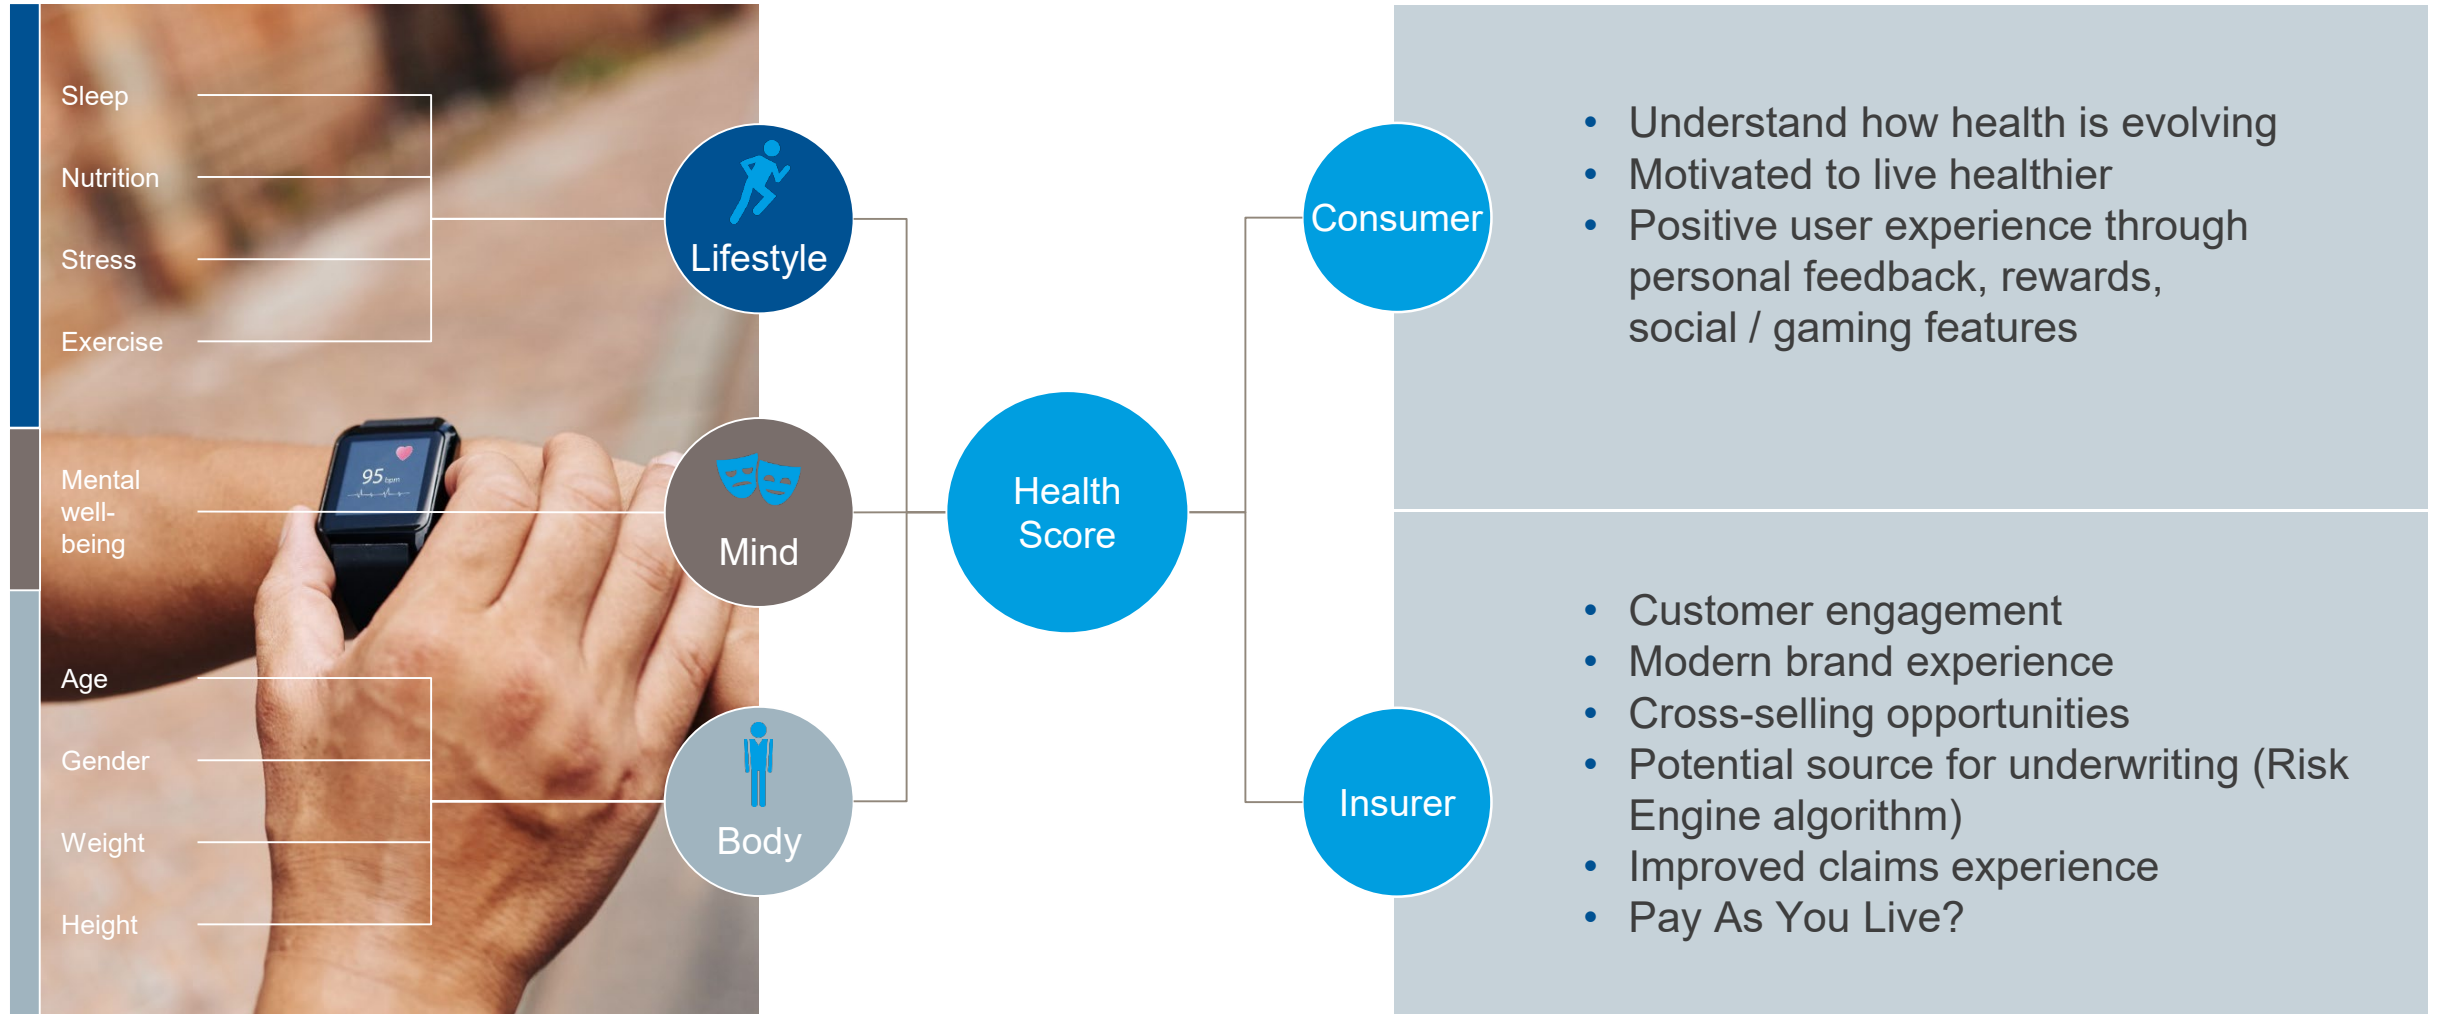 Sleep
Nutrition
Stress
Exercise
Lifestyle
Mental
well-
being
95 bpm
Mind
Age
Gender
Weight
Height
Body
Health
Score
Consumer
• Understand how health is evolving
• Motivated to live healthier
• Positive user experience through
personal feedback, rewards,
social / gaming features
Insurer
• Customer engagement
• Modern brand experience
• Cross-selling opportunities
• Potential source for underwriting (Risk
Engine algorithm)
• Improved claims experience
• Pay As You Live?